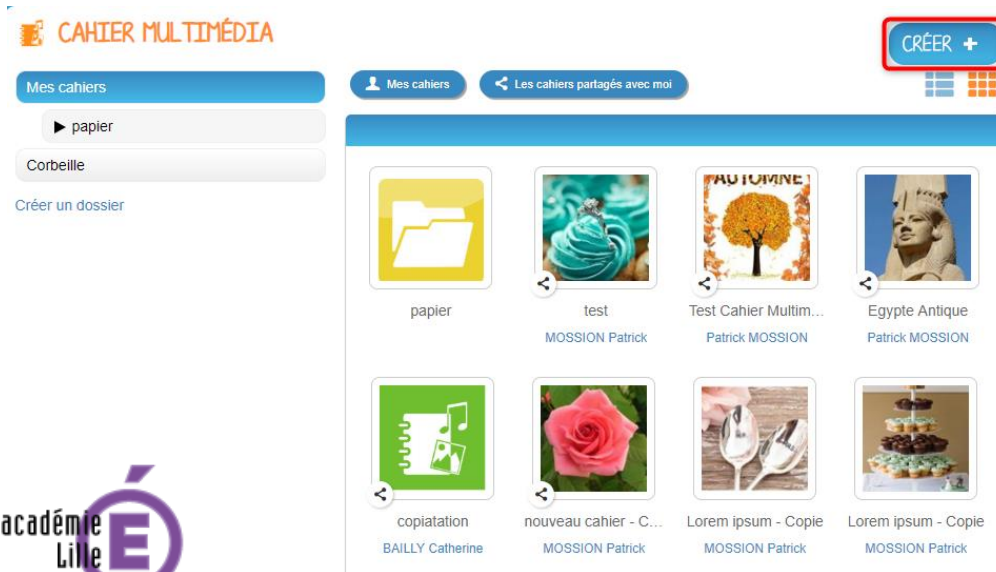 CAHIER MULTIMÉDIA
CRÉER +
Mes cahiers
papier
Corbeille
Créer un dossier
Mes cahiers
Les cahiers partagés avec moi
AUTOMNE
papier
test
Test Cahier Multim...
Egypte Antique
MOSSION Patrick
Patrick MOSSION
Patrick MOSSION
copiatation
nouveau cahier - C...
Lorem ipsum - Copie
Lorem ipsum - Copie
BAILLY Catherine
MOSSION Patrick
MOSSION Patrick
MOSSION Patrick
académie
Lille
É